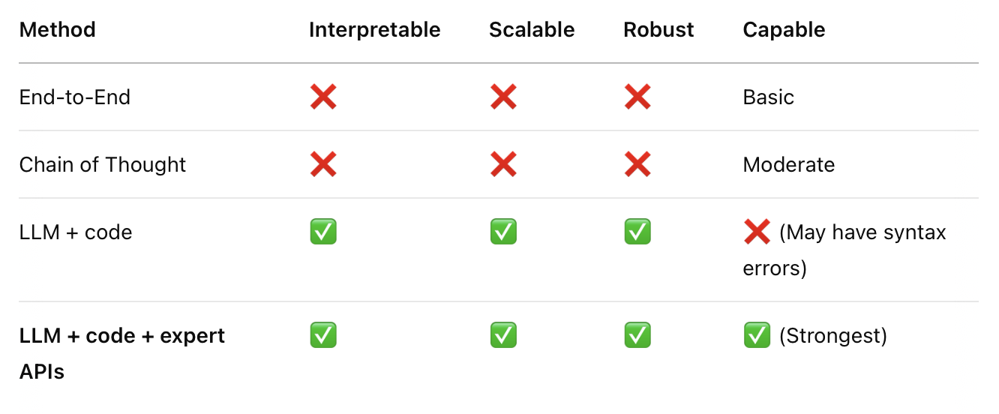 Method Interpretable Scalable Robust Capable
End-to-End ❌ ❌ ❌ Basic
Chain of Thought ❌ ❌ ❌ Moderate
LLM + code ✅ ✅ ✅ ❌ (May have syntax
errors)
LLM + code + expert ✅ ✅ ✅ ✅ (Strongest)
APIs